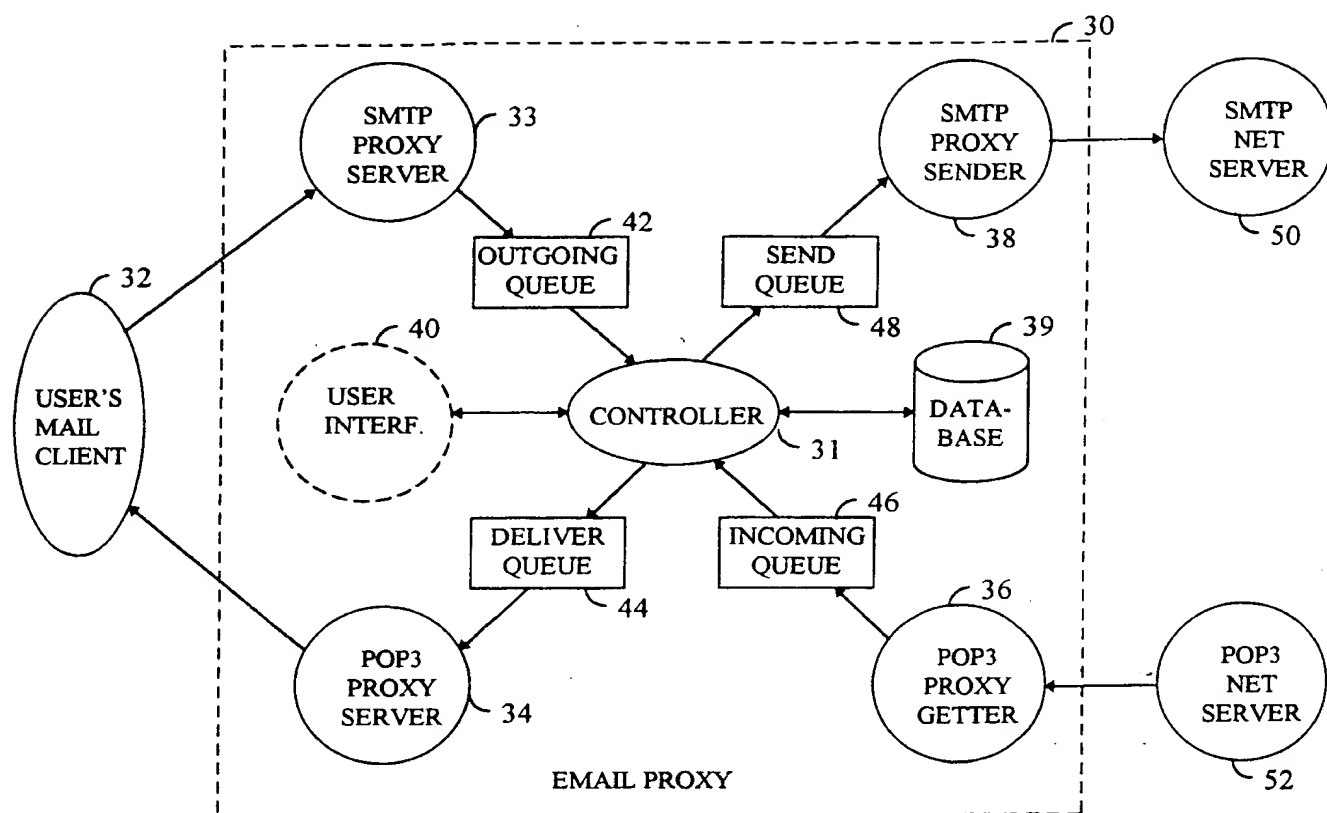 30
SMTP
PROXY
SERVER
33
SMTP
PROXY
SENDER
38
SMTP
NET
SERVER
50
42
OUTGOING
QUEUE
SEND
QUEUE
48
32
USER'S
MAIL
CLIENT
40
USER
INTERF.
CONTROLLER
31
39
DATA-
BASE
DELIVER
QUEUE
44
46
INCOMING
QUEUE
POP3
PROXY
SERVER
34
36
POP3
PROXY
GETTER
POP3
NET
SERVER
52
EMAIL PROXY